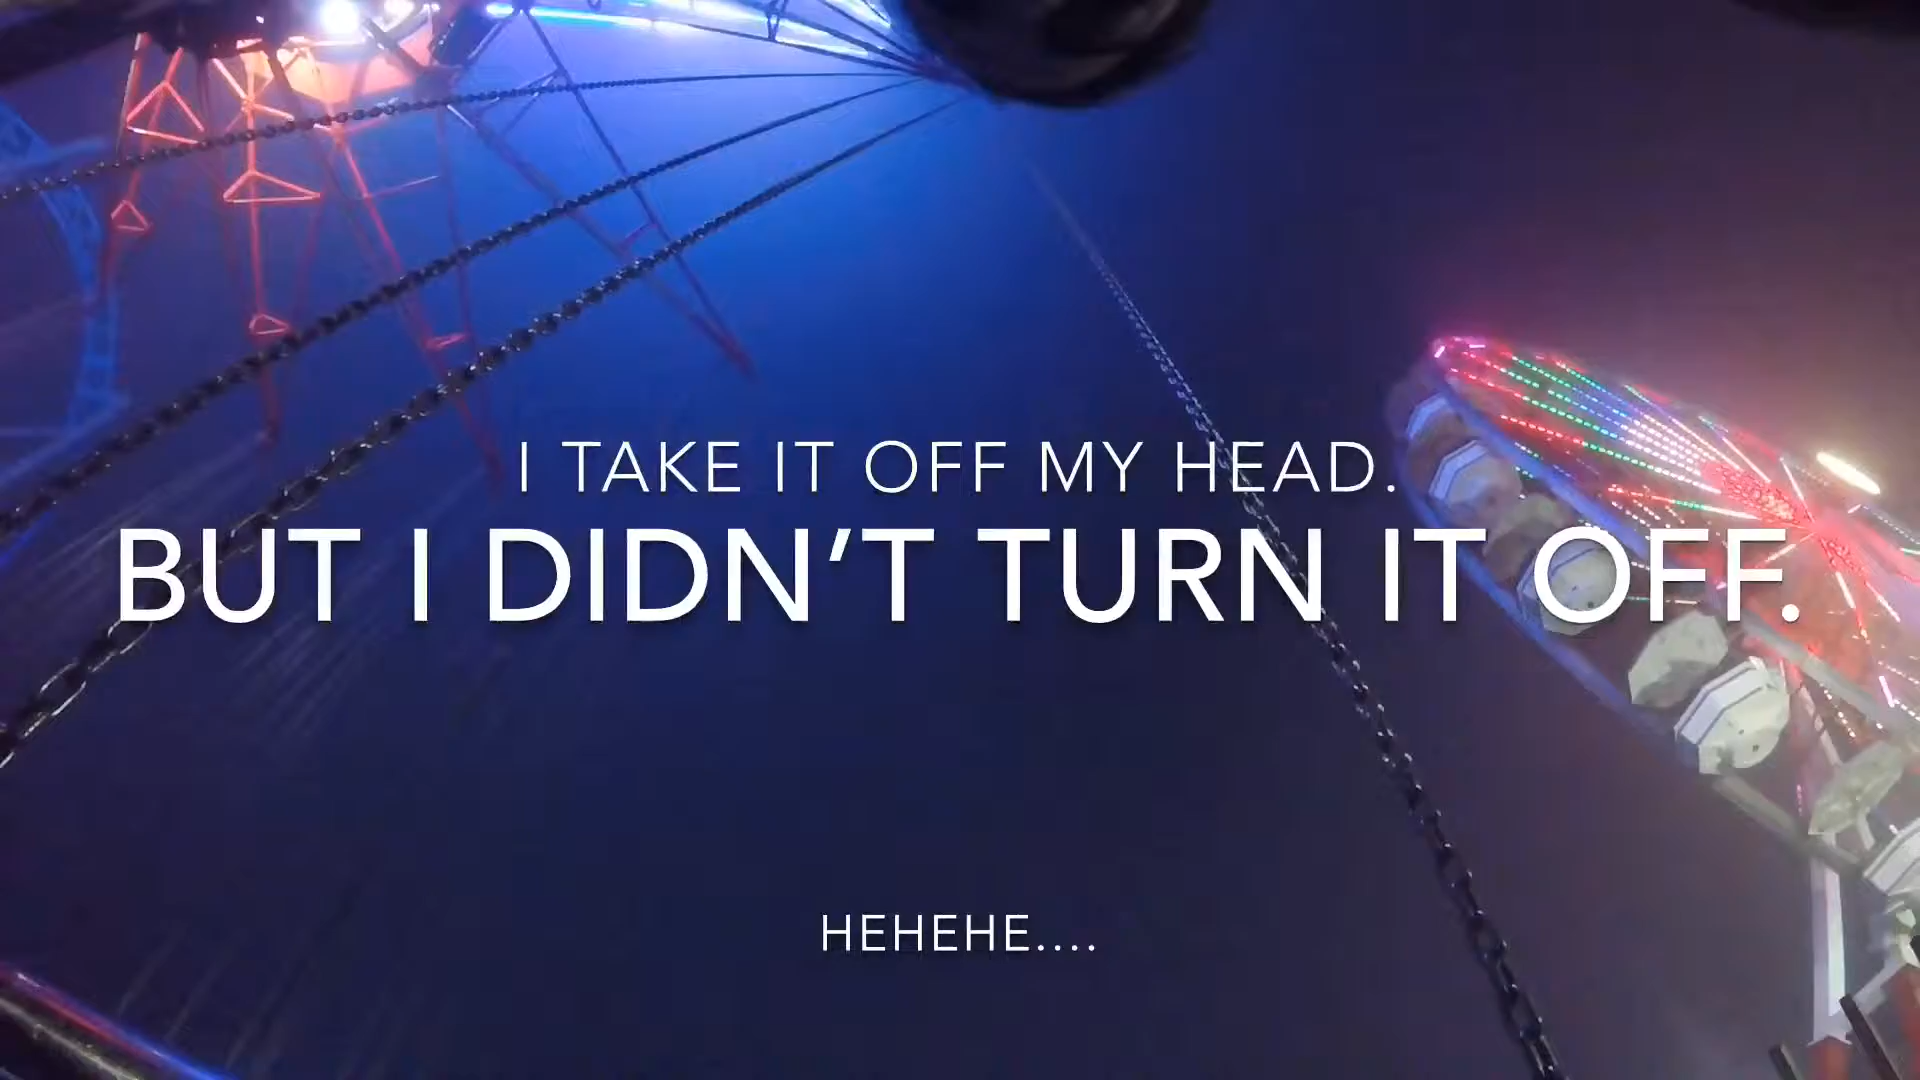 I TAKE IT OFF MY HEAD.
BUT I DIDN’T TURN IT OFF.
HEHEHE....